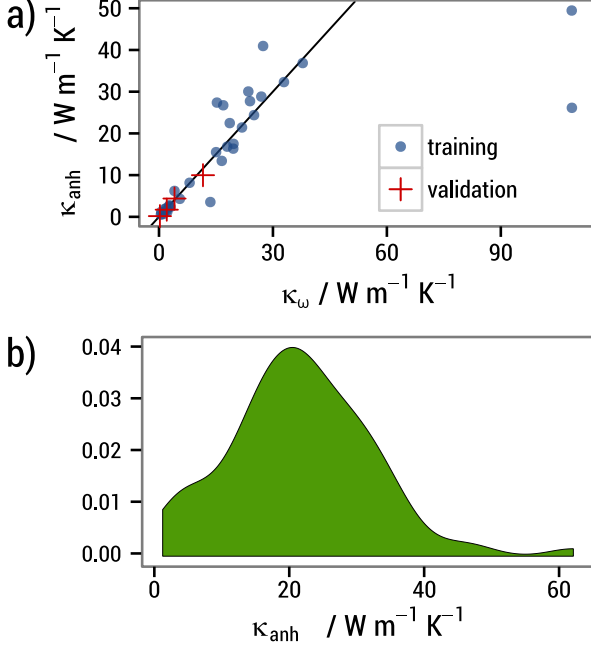 a)
50
40
30
20
10
0
κanh / W m⁻¹ K⁻¹
training
validation
0 30 60 90
κω / W m⁻¹ K⁻¹
b)
0.04
0.03
0.02
0.01
0.00
0 20 40 60
κanh / W m⁻¹ K⁻¹